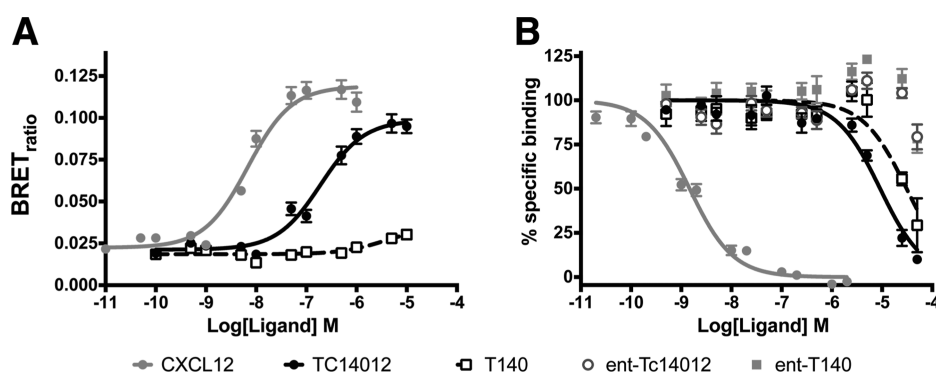 A
BRETratio
0.125
0.100
0.075
0.050
0.025
0.000
-11 -10 -9 -8 -7 -6 -5 -4
Log[Ligand] M
B
% specific binding
125
100
75
50
25
0
-11 -10 -9 -8 -7 -6 -5 -4
Log[Ligand] M
CXCL12 TC14012 T140 ent-Tc14012 ent-T140